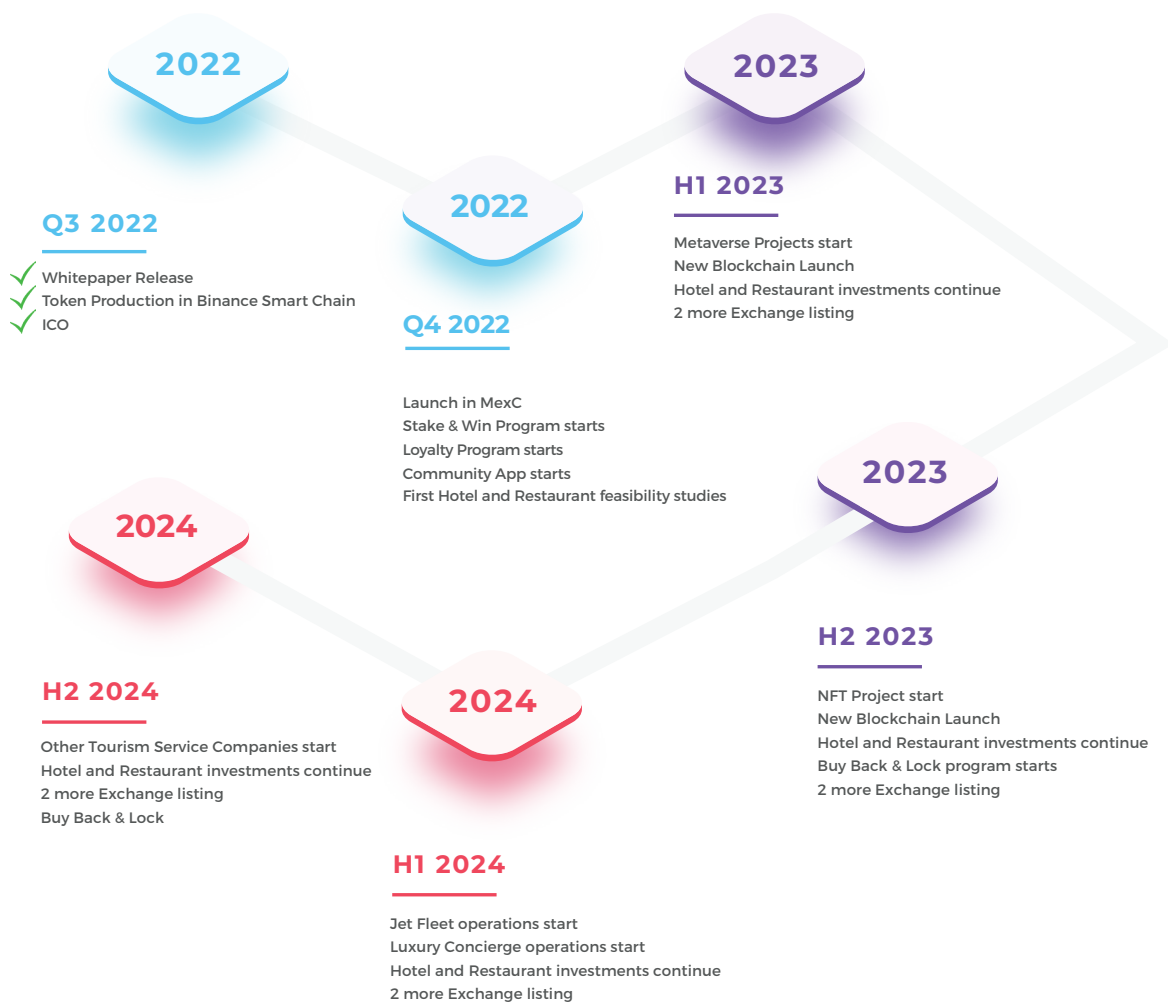 2022
Q3 2022
Whitepaper Release
Token Production in Binance Smart Chain
ICO
2022
Q4 2022
Launch in MexC
Stake & Win Program starts
Loyalty Program starts
Community App starts
First Hotel and Restaurant feasibility studies
2023
H1 2023
Metaverse Projects start
New Blockchain Launch
Hotel and Restaurant investments continue
2 more Exchange listing
2023
H2 2023
NFT Project start
New Blockchain Launch
Hotel and Restaurant investments continue
Buy Back & Lock program starts
2 more Exchange listing
2024
H1 2024
Jet Fleet operations start
Luxury Concierge operations start
Hotel and Restaurant investments continue
2 more Exchange listing
2024
H2 2024
Other Tourism Service Companies start
Hotel and Restaurant investments continue
2 more Exchange listing
Buy Back & Lock